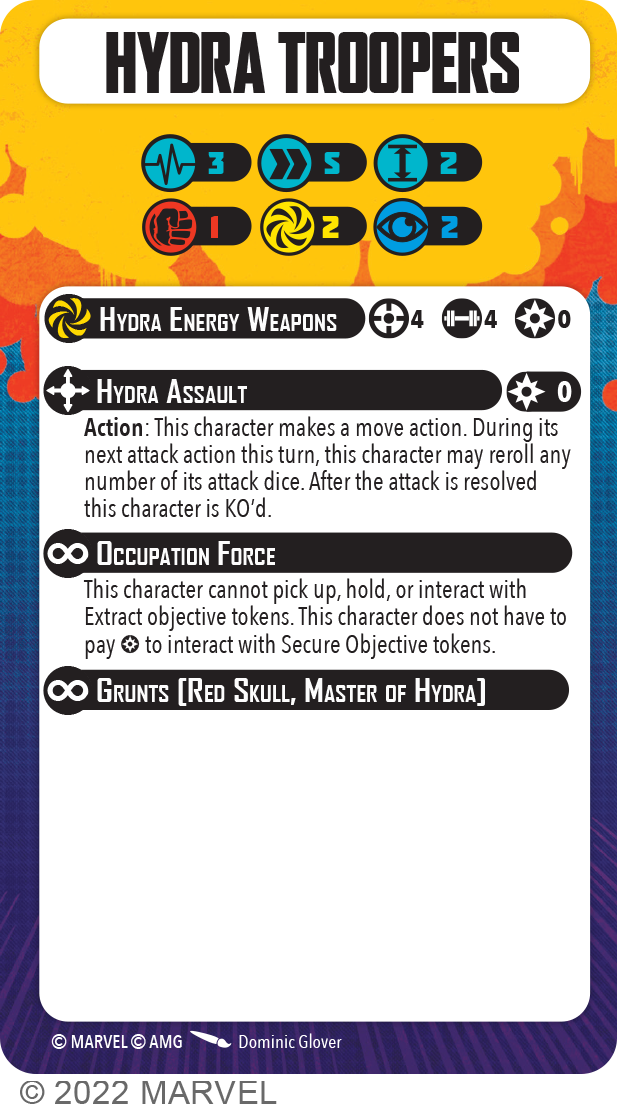 HYDRA TROOPERS
3 5 2
1 2 2
HYDRA ENERGY WEAPONS 4 4 0
HYDRA ASSAULT 0
Action: This character makes a move action. During its
next attack action this turn, this character may reroll any
number of its attack dice. After the attack is resolved
this character is KO’d.
OCCUPATION FORCE
This character cannot pick up, hold, or interact with
Extract objective tokens. This character does not have to
pay to interact with Secure Objective tokens.
GRUNTS [RED SKULL, MASTER OF HYDRA]
© MARVEL © AMG Dominic Glover
© 2022 MARVEL